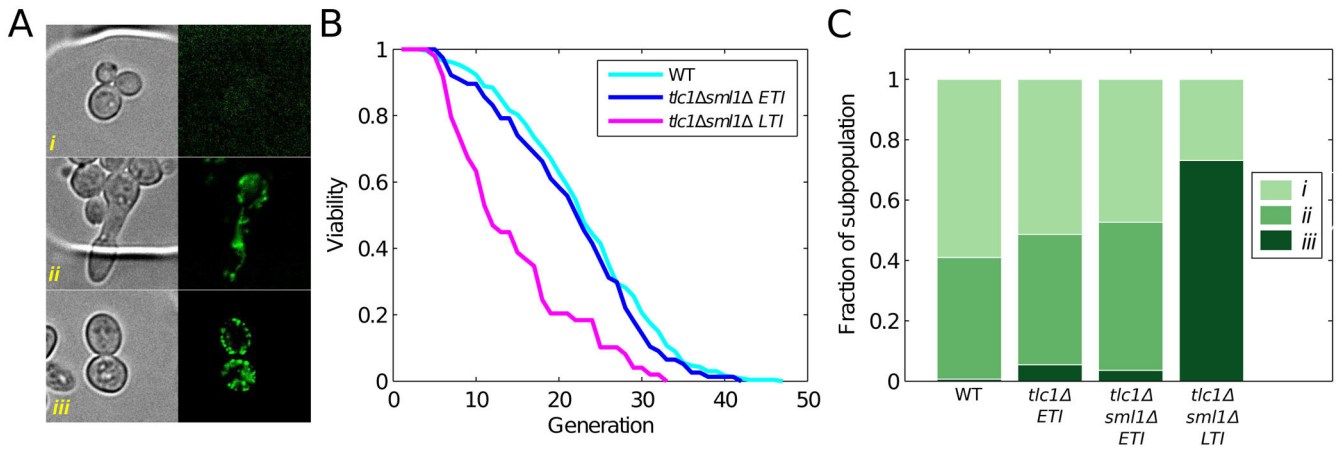 A
i
ii
iii
B
Viability
1
0.8
0.6
0.4
0.2
0
0 10 20 30 40 50
Generation
WT
tlc1Δsml1Δ ETI
tlc1Δsml1Δ LTI
C
Fraction of subpopulation
1
0.8
0.6
0.4
0.2
0
WT
tlc1Δ
ETI
tlc1Δ
sml1Δ
ETI
tlc1Δ
sml1Δ
LTI
i
ii
iii